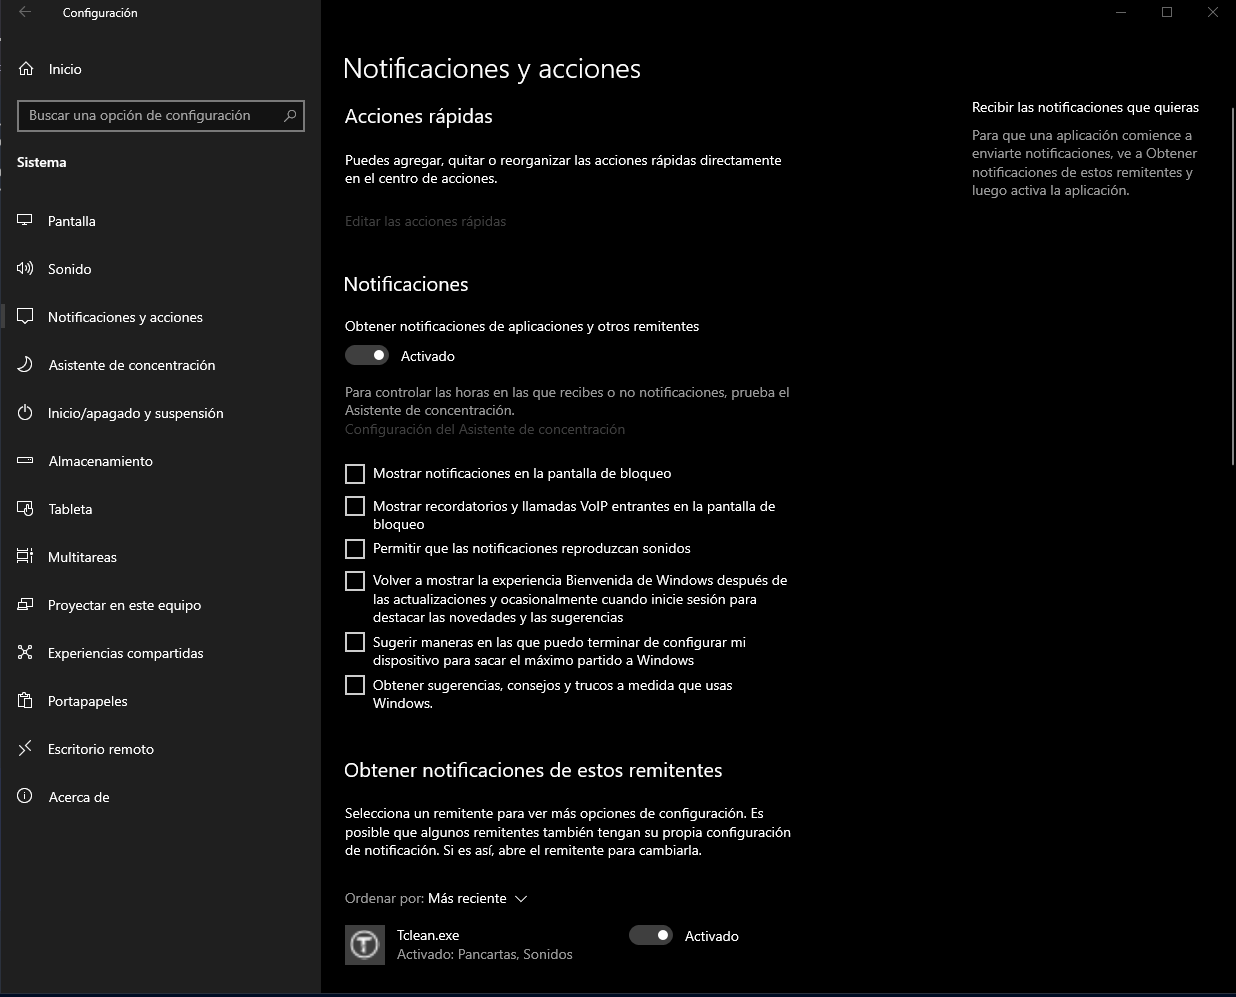 Configuración
Inicio
Buscar una opción de configuración
Sistema
Pantalla
Sonido
Notificaciones y acciones
Asistente de concentración
Inicio/apagado y suspensión
Almacenamiento
Tableta
Multitareas
Proyectar en este equipo
Experiencias compartidas
Portapapeles
Escritorio remoto
Acerca de
Notificaciones y acciones
Acciones rápidas
Puedes agregar, quitar o reorganizar las acciones rápidas directamente
en el centro de acciones.
Editar las acciones rápidas
Notificaciones
Obtener notificaciones de aplicaciones y otros remitentes
Activado
Para controlar las horas en las que recibes o no notificaciones, prueba el
Asistente de concentración.
Configuración del Asistente de concentración
Mostrar notificaciones en la pantalla de bloqueo
Mostrar recordatorios y llamadas VoIP entrantes en la pantalla de
bloqueo
Permitir que las notificaciones reproduzcan sonidos
Volver a mostrar la experiencia Bienvenida de Windows después de
las actualizaciones y ocasionalmente cuando inicie sesión para
destacar las novedades y las sugerencias
Sugerir maneras en las que puedo terminar de configurar mi
dispositivo para sacar el máximo partido a Windows
Obtener sugerencias, consejos y trucos a medida que usas
Windows.
Obtener notificaciones de estos remitentes
Selecciona un remitente para ver más opciones de configuración. Es
posible que algunos remitentes también tengan su propia configuración
de notificación. Si es así, abre el remitente para cambiarla.
Ordenar por: Más reciente
T
Tclean.exe
Activado: Pancartas, Sonidos
Activado
Recibir las notificaciones que quieras
Para que una aplicación comience a
enviarte notificaciones, ve a Obtener
notificaciones de estos remitentes y
luego activa la aplicación.